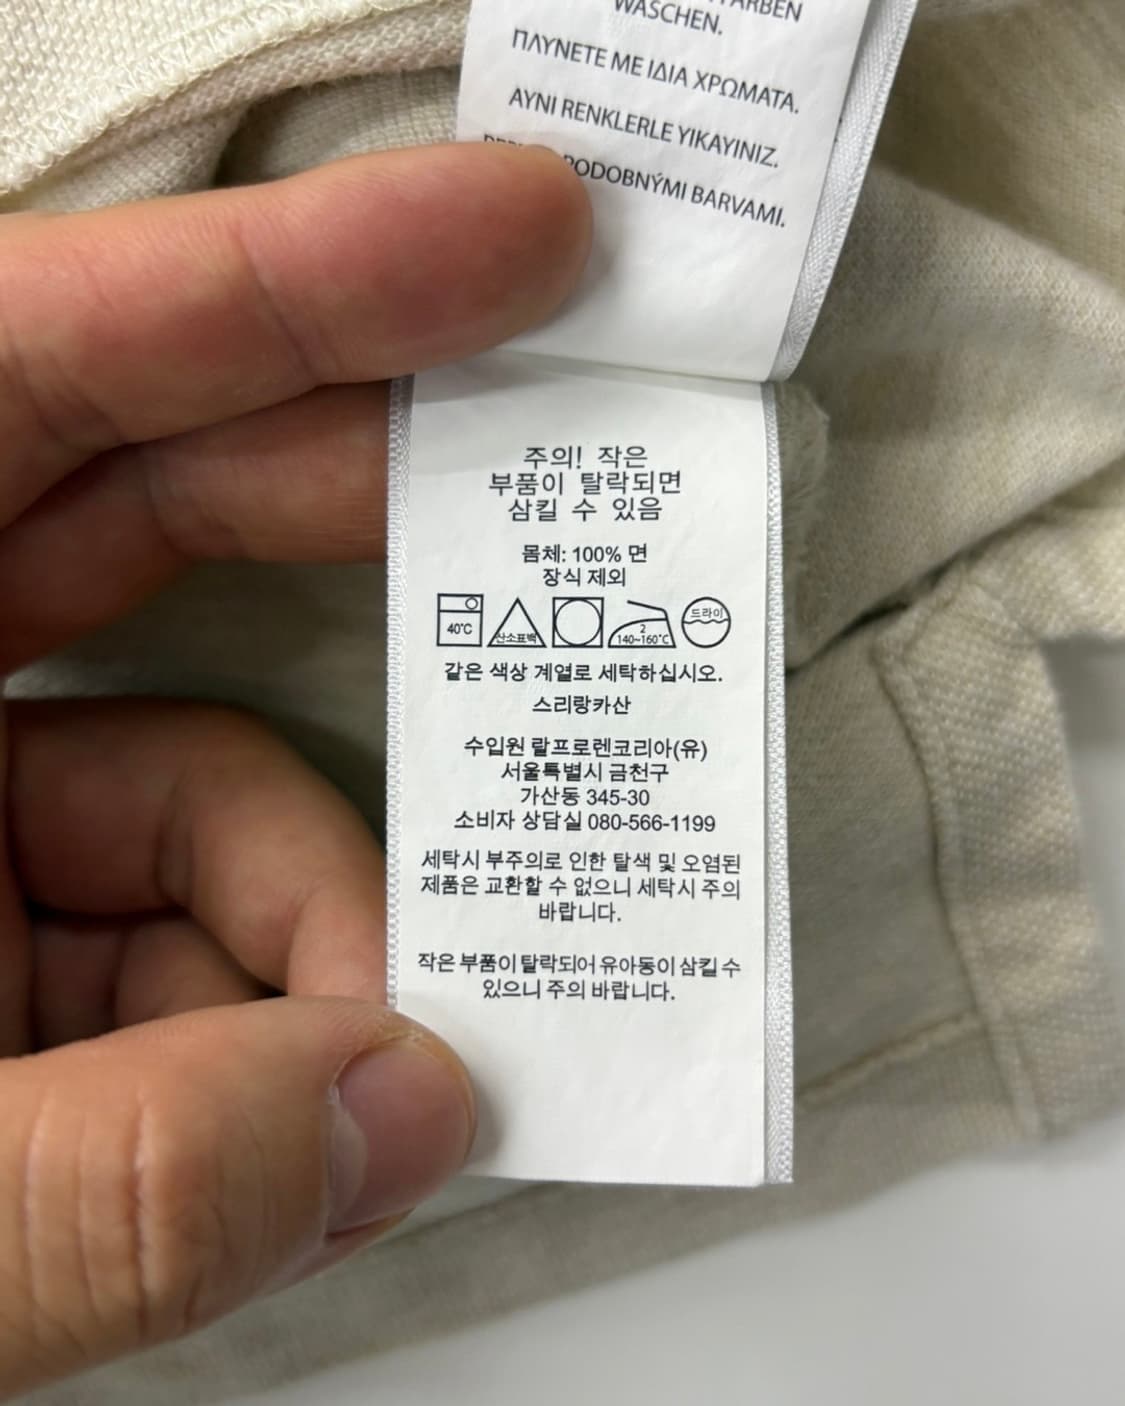 FARBEN
WASCHEN.
ΠΛΥΝΕΤΕ ΜΕ ΙΔΙΑ ΧΡΩΜΑΤΑ.
AYNI RENKLERLE YIKAYINIZ.
PODOBNÝMI BARVAMI.
주의! 작은
부품이 탈락되면
삼킬 수 있음
몸체: 100% 면
장식 제외
40℃ 산소표백 2 140~160℃ 드라이
같은 색상 계열로 세탁하십시오.
스리랑카산
수입원 랄프로렌코리아(유)
서울특별시 금천구
가산동 345-30
소비자 상담실 080-566-1199
세탁시 부주의로 인한 탈색 및 오염된
제품은 교환할 수 없으니 세탁시 주의
바랍니다.
작은 부품이 탈락되어 유아동이 삼킬 수
있으니 주의 바랍니다.